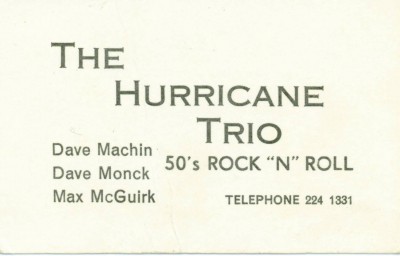 THE
HURRICANE
TRIO
Dave Machin
50's ROCK "N" ROLL
Dave Monck
Max McGuirk
TELEPHONE 224 1331